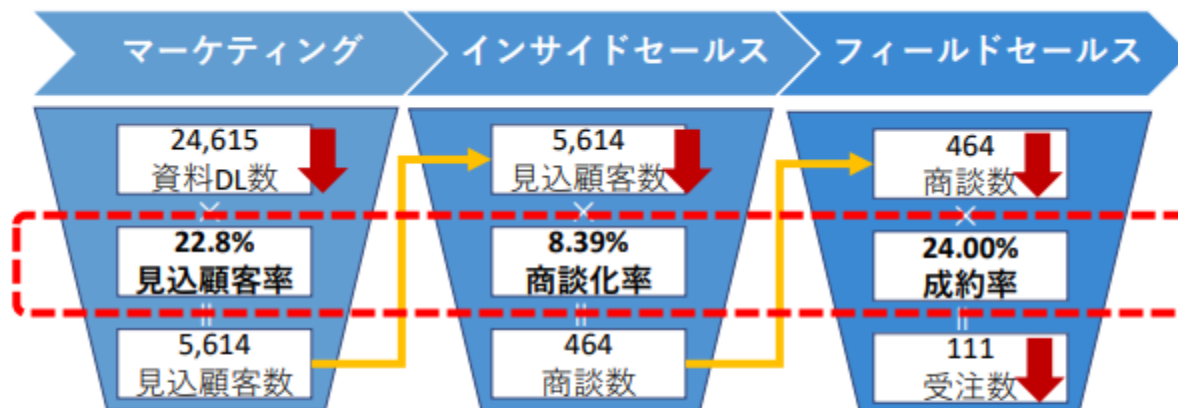 マーケティング
インサイドセールス
フィールドセールス
24,615
資料DL数
×
22.8%
見込顧客率
=
5,614
見込顧客数
5,614
見込顧客数
×
8.39%
商談化率
=
464
商談数
464
商談数
×
24.00%
成約率
=
111
受注数